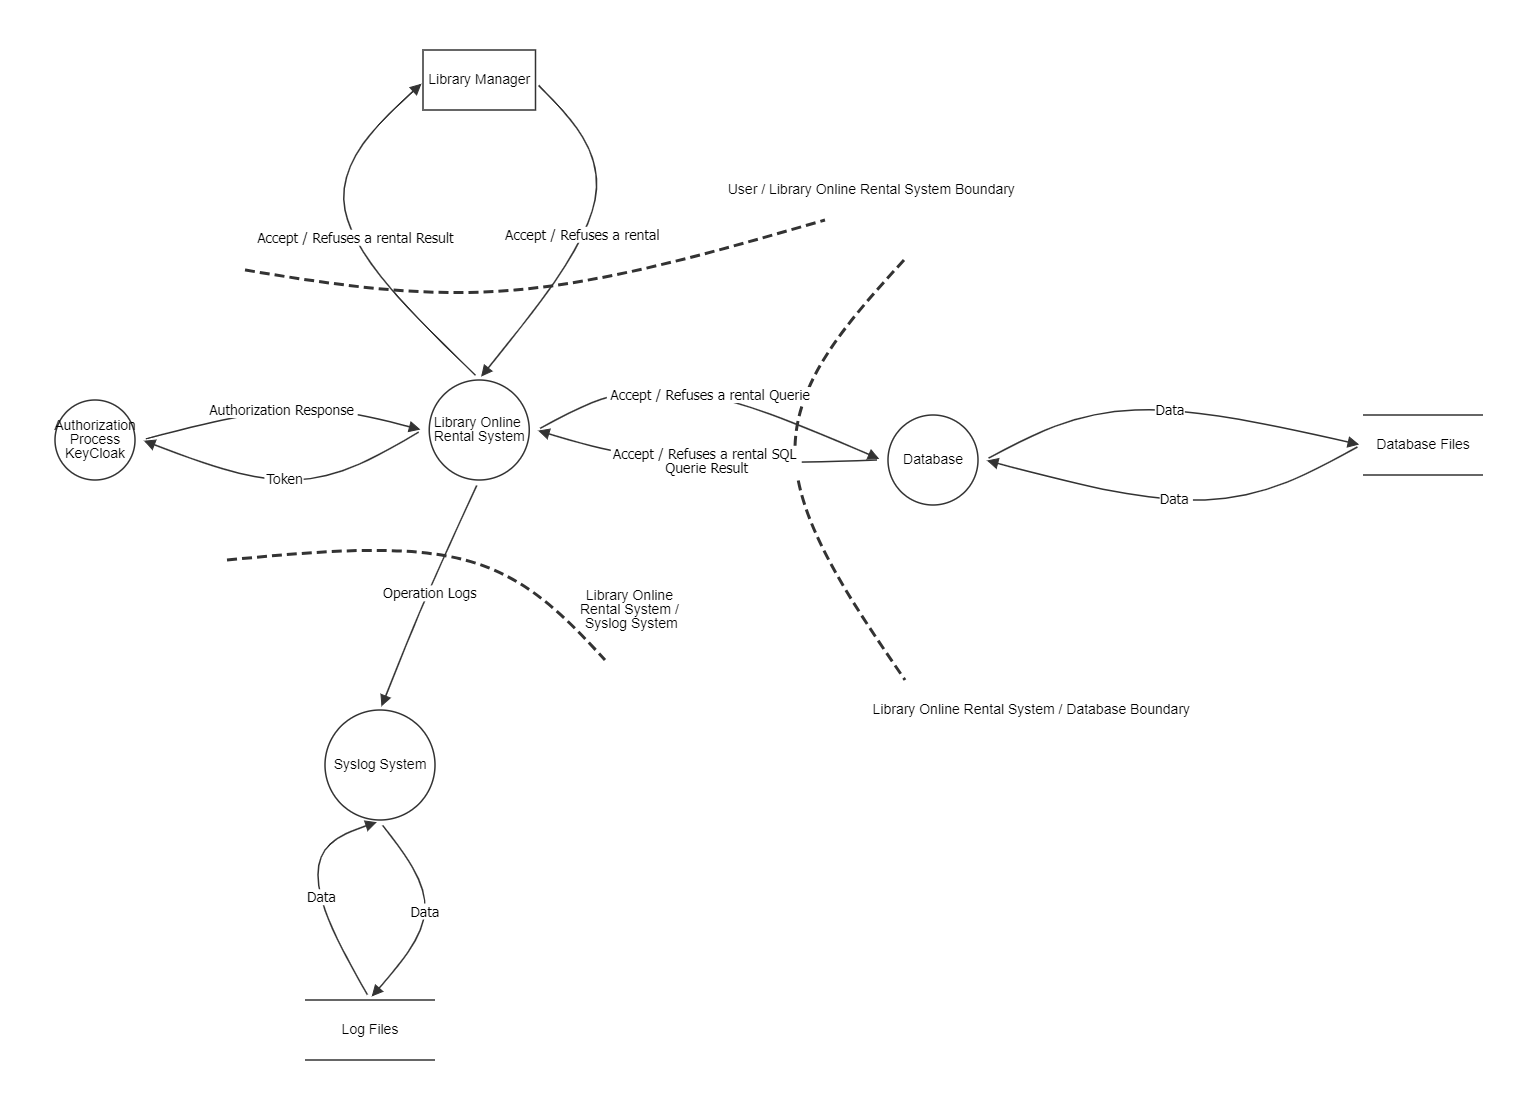 Library Manager
User / Library Online Rental System Boundary
Accept / Refuses a rental Result
Accept / Refuses a rental
Authorization
Process
KeyCloak
Authorization Response
Token
Library Online
Rental System
Accept / Refuses a rental Querie
Accept / Refuses a rental SQL
Querie Result
Database
Data
Data
Database Files
Operation Logs
Library Online
Rental System /
Syslog System
Library Online Rental System / Database Boundary
Syslog System
Data
Data
Log Files